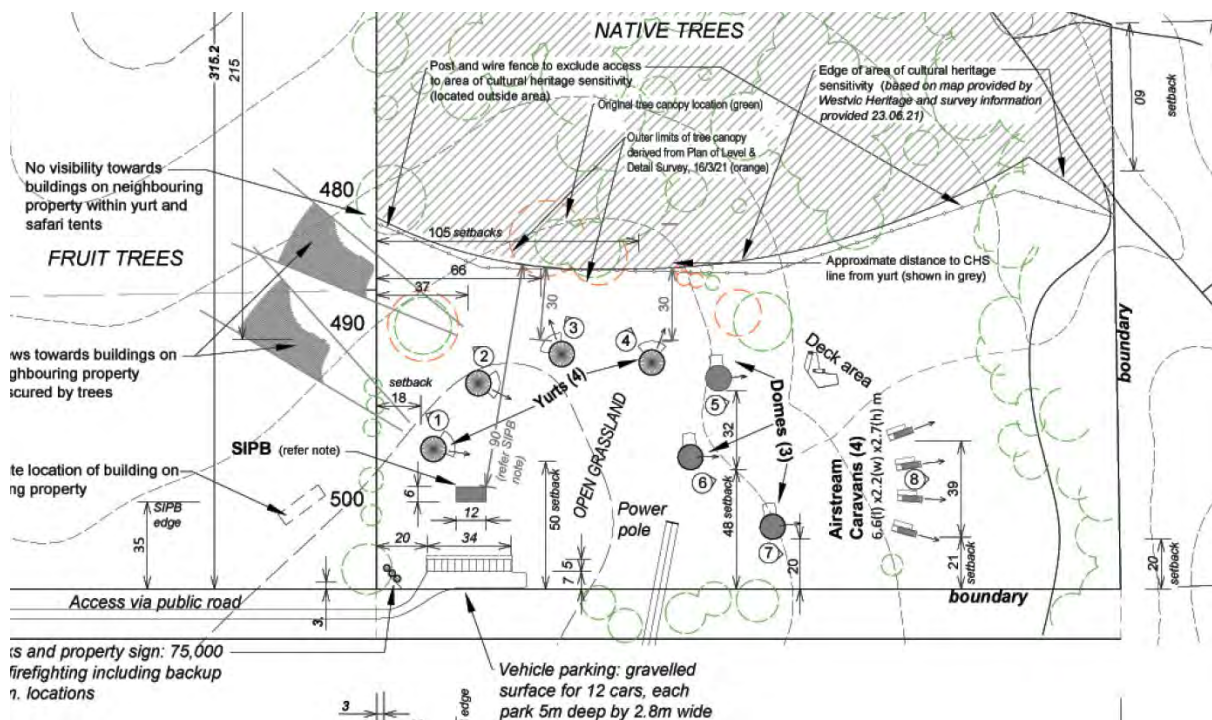 NATIVE TREES
315.2
215
Post and wire fence to exclude access
to area of cultural heritage sensitivity
(located outside area)
Original tree canopy location (green)
Outer limits of tree canopy
derived from Plan of Level &
Detail Survey, 16/3/21 (orange)
Edge of area of cultural heritage
sensitivity (based on map provided by
Westvic Heritage and survey information
provided 23.06.21)
60
setback
No visibility towards
buildings on neighbouring
property within yurt and
safari tents
480
105 setbacks
FRUIT TREES
66
37
30
30
Approximate distance to CHS
line from yurt (shown in grey)
490
ews towards buildings on
ghbouring property
scured by trees
setback
18
1
2
3
4
Yurts (4)
90
(refer SIPB
note)
SIPB (refer note)
OPEN GRASSLAND
Deck area
Domes (3)
5
6
7
32
48 setback
20
boundary
Airstream
Caravans (4)
6.6(l) x2.2(w) x2.7(h) m
8
39
21
setback
20
setback
te location of building on
ng property
500
SIPB
edge
35
6
12
20
34
50 setback
5
7
Power
pole
Access via public road
3
boundary
ks and property sign: 75,000
firefighting including backup
n. locations
Vehicle parking: gravelled
surface for 12 cars, each
park 5m deep by 2.8m wide
3
edge